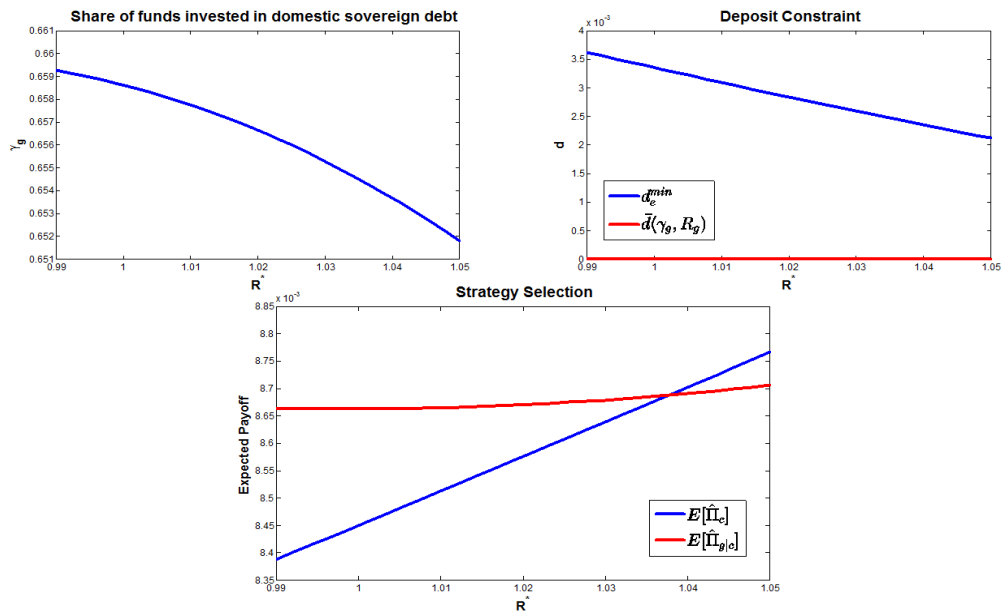 Share of funds invested in domestic sovereign debt
0.661
0.66
0.659
0.658
0.657
0.656
0.655
0.654
0.653
0.652
0.651
γg
0.99 1 1.01 1.02 1.03 1.04 1.05
R*
Deposit Constraint
x 10^-3
4
3.5
3
2.5
2
1.5
1
0.5
0
d
d_e^min
d̄(γg, Rg)
0.99 1 1.01 1.02 1.03 1.04 1.05
R*
Strategy Selection
x 10^-3
8.85
8.8
8.75
8.7
8.65
8.6
8.55
8.5
8.45
8.4
8.35
Expected Payoff
E[Π̂_c]
E[Π̂_g|c]
0.99 1 1.01 1.02 1.03 1.04 1.05
R*